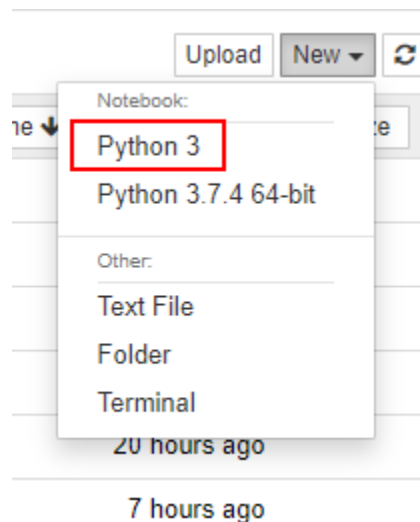 Upload New
Notebook:
Python 3
Python 3.7.4 64-bit
Other:
Text File
Folder
Terminal
20 hours ago
7 hours ago